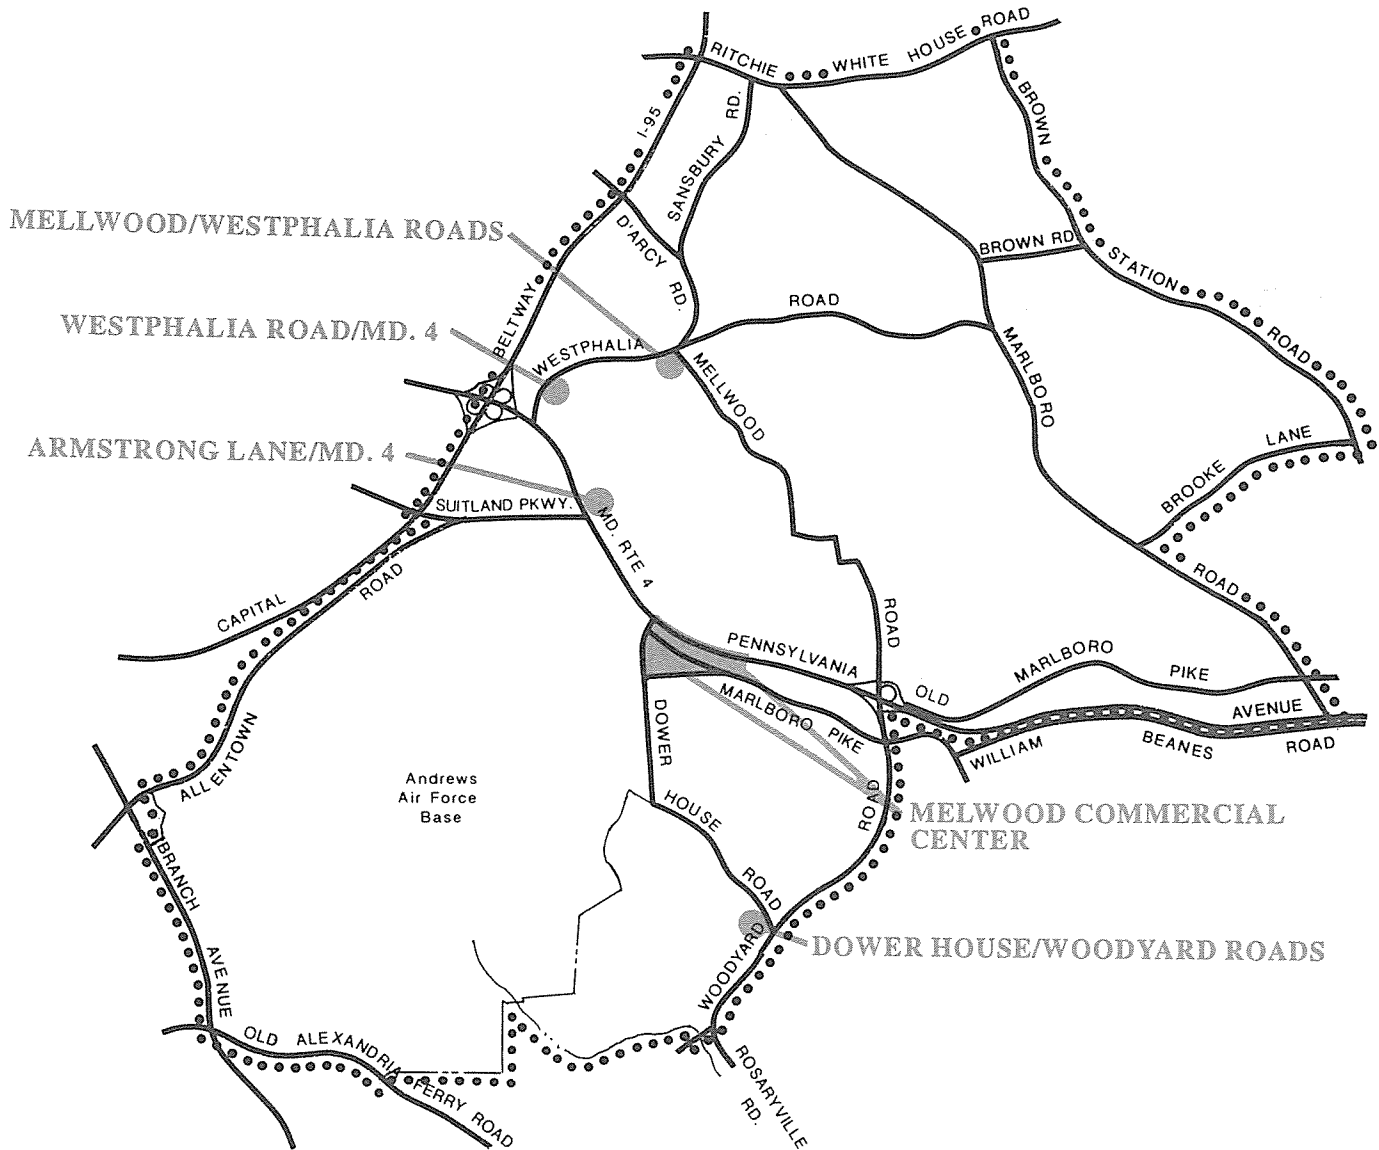 RITCHIE
WHITE HOUSE ROAD
I-95
SANSBURY RD.
BROWN
MELLWOOD/WESTPHALIA ROADS
D'ARCY RD.
BROWN RD.
STATION
ROAD
BELTWAY
WESTPHALIA
ROAD
WESTPHALIA ROAD/MD. 4
MELLWOOD
MARLBORO
ARMSTRONG LANE/MD. 4
SUITLAND PKWY.
MD. RTE 4
BROOKE LANE
ROAD
CAPITAL
ROAD
ROAD
PENNSYLVANIA
OLD
MARLBORO
PIKE
DOWER
MARLBORO PIKE
AVENUE
WILLIAM
BEANES
ROAD
ALLENTOWN
Andrews
Air Force
Base
HOUSE
ROAD
MELWOOD COMMERCIAL
CENTER
BRANCH
ROAD
DOWER HOUSE/WOODYARD ROADS
WOODYARD
AVENUE
OLD ALEXANDRIA
FERRY ROAD
ROSARYVILLE
RD.